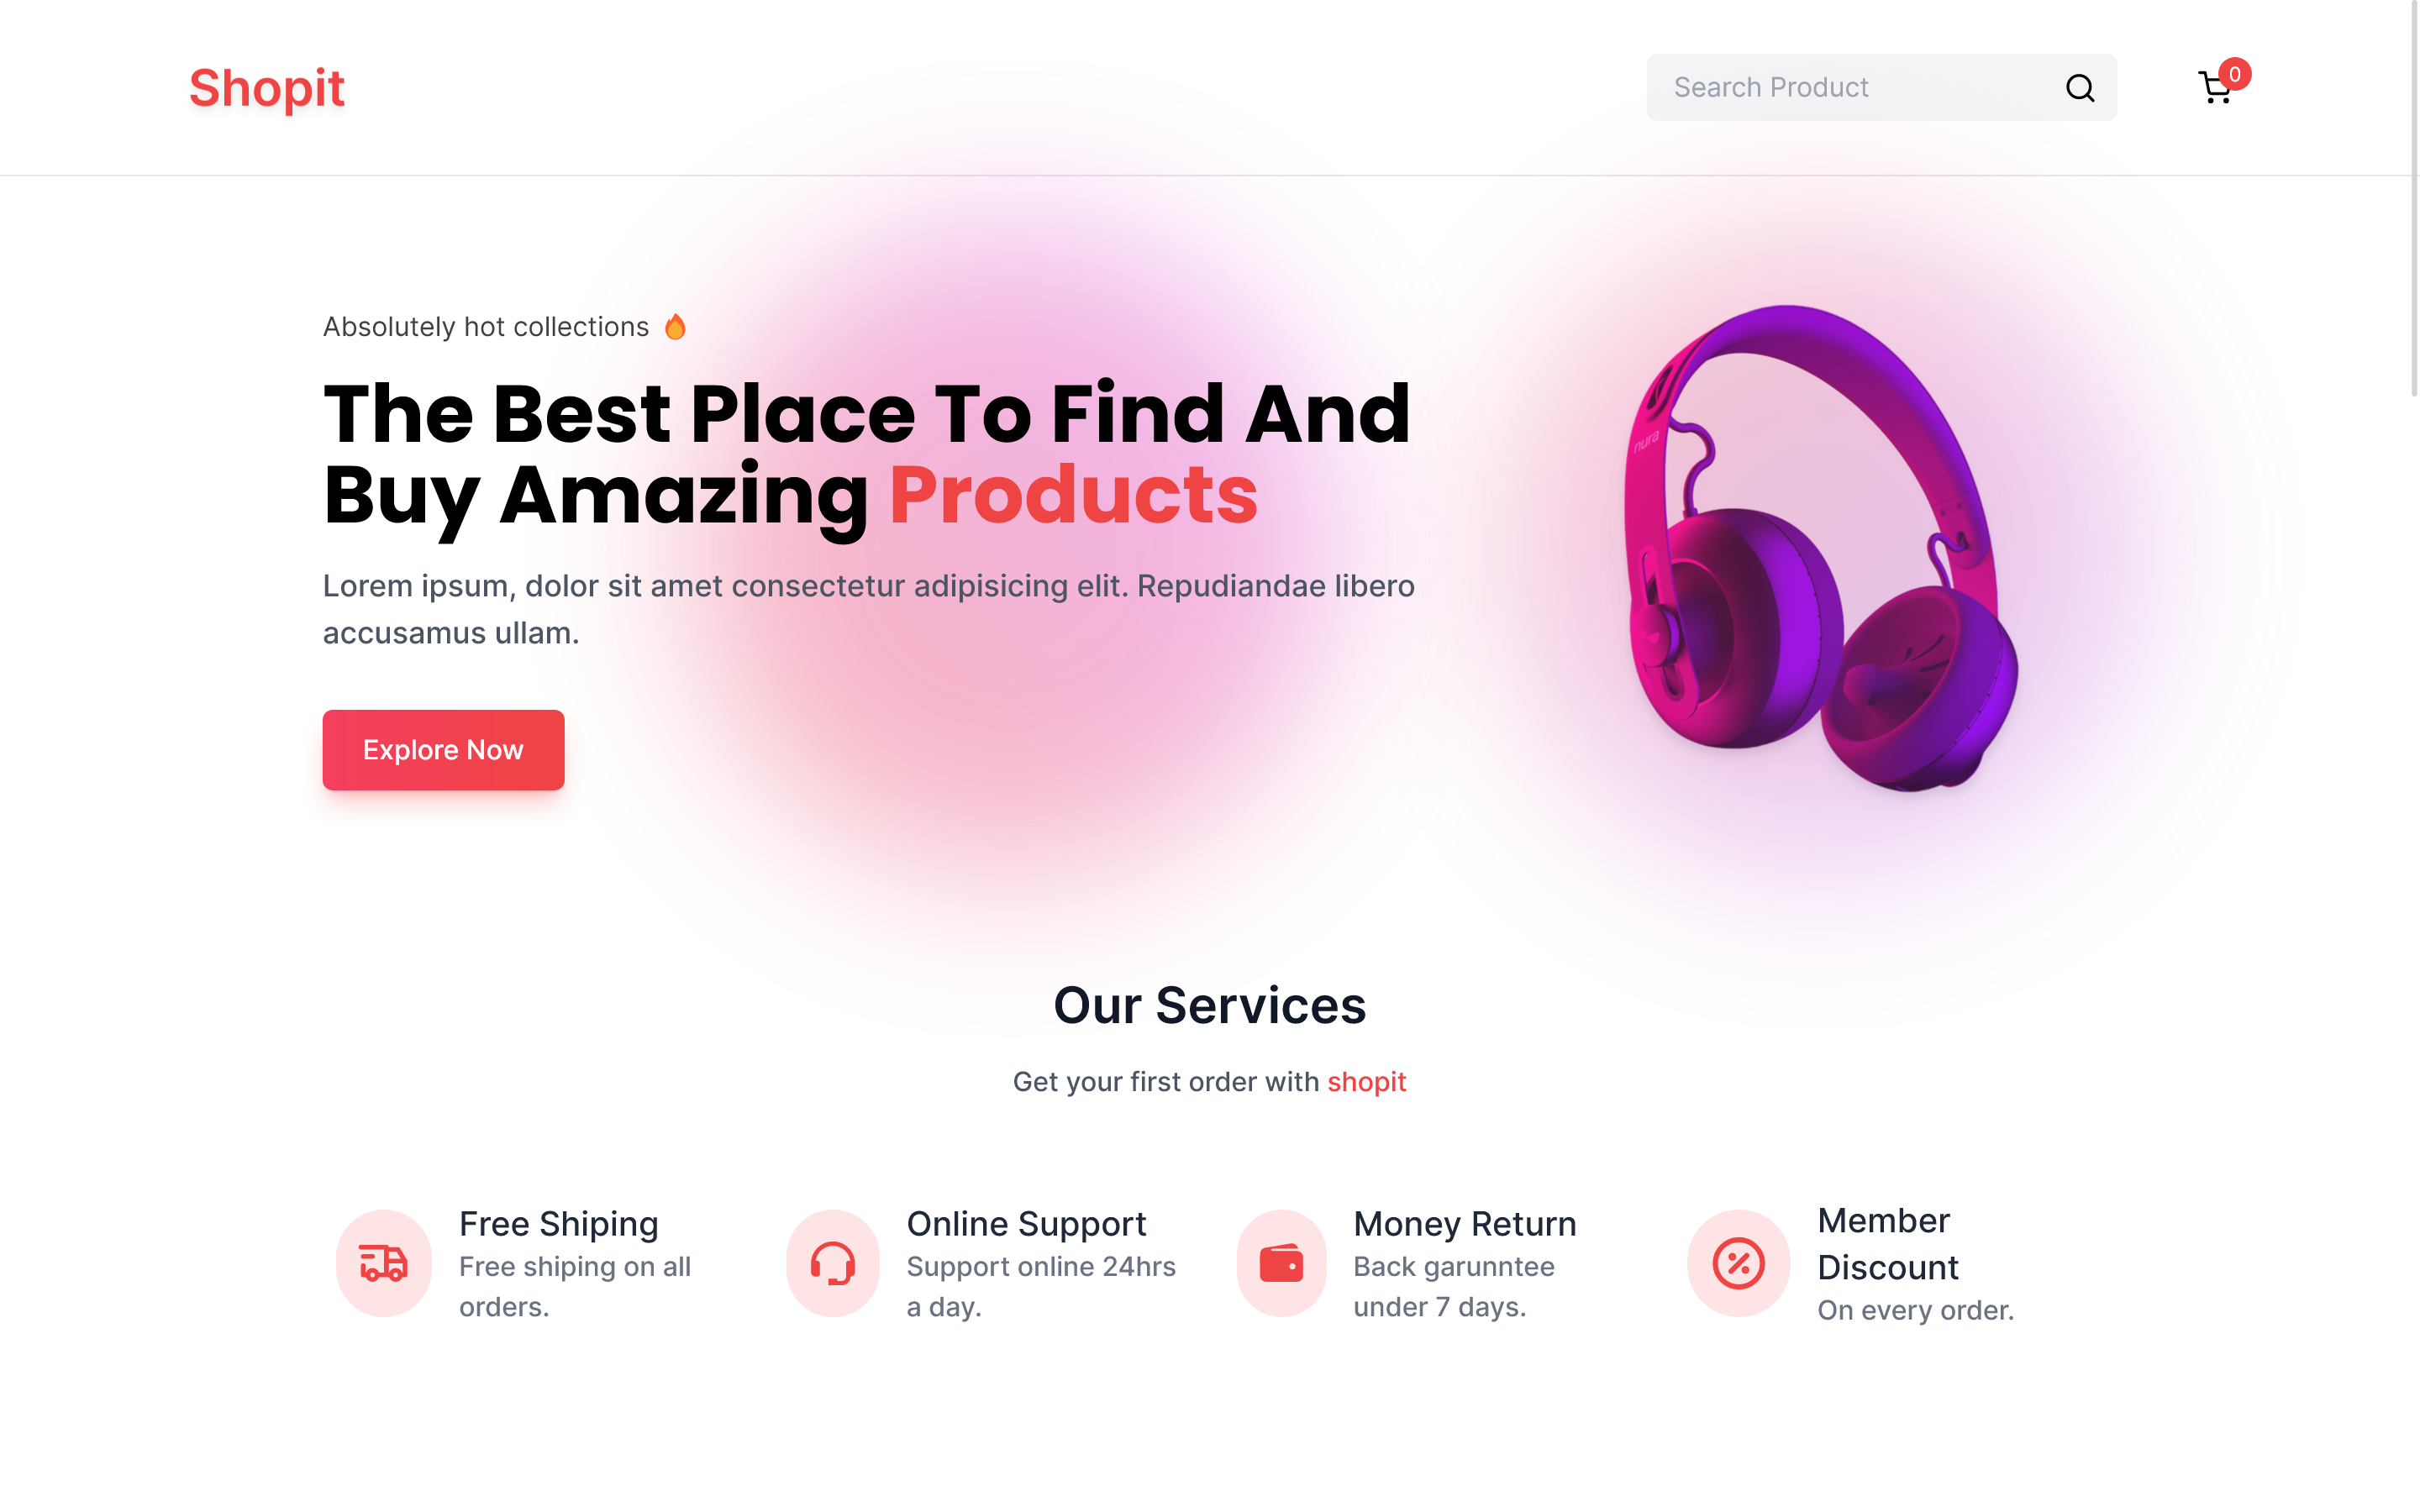 Shopit
Search Product
0
Absolutely hot collections 🔥
The Best Place To Find And
Buy Amazing Products
Lorem ipsum, dolor sit amet consectetur adipisicing elit. Repudiandae libero
accusamus ullam.
Explore Now
nura
Our Services
Get your first order with shopit
Free Shiping
Free shiping on all
orders.
Online Support
Support online 24hrs
a day.
Money Return
Back garunntee
under 7 days.
Member
Discount
On every order.